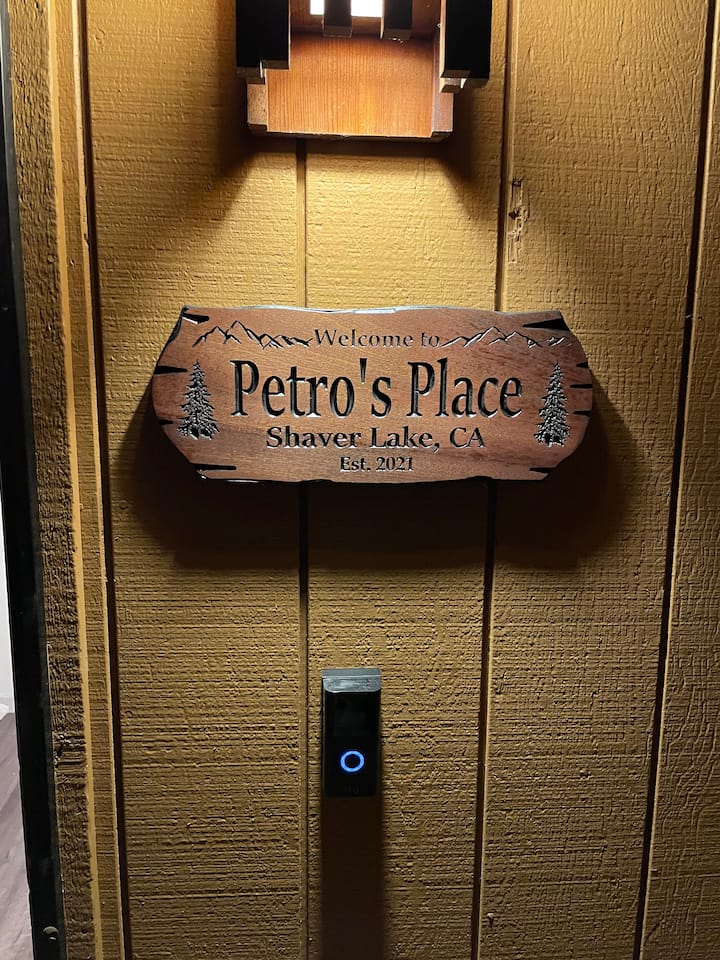 Welcome to
Petro's Place
Shaver Lake, CA
Est. 2021